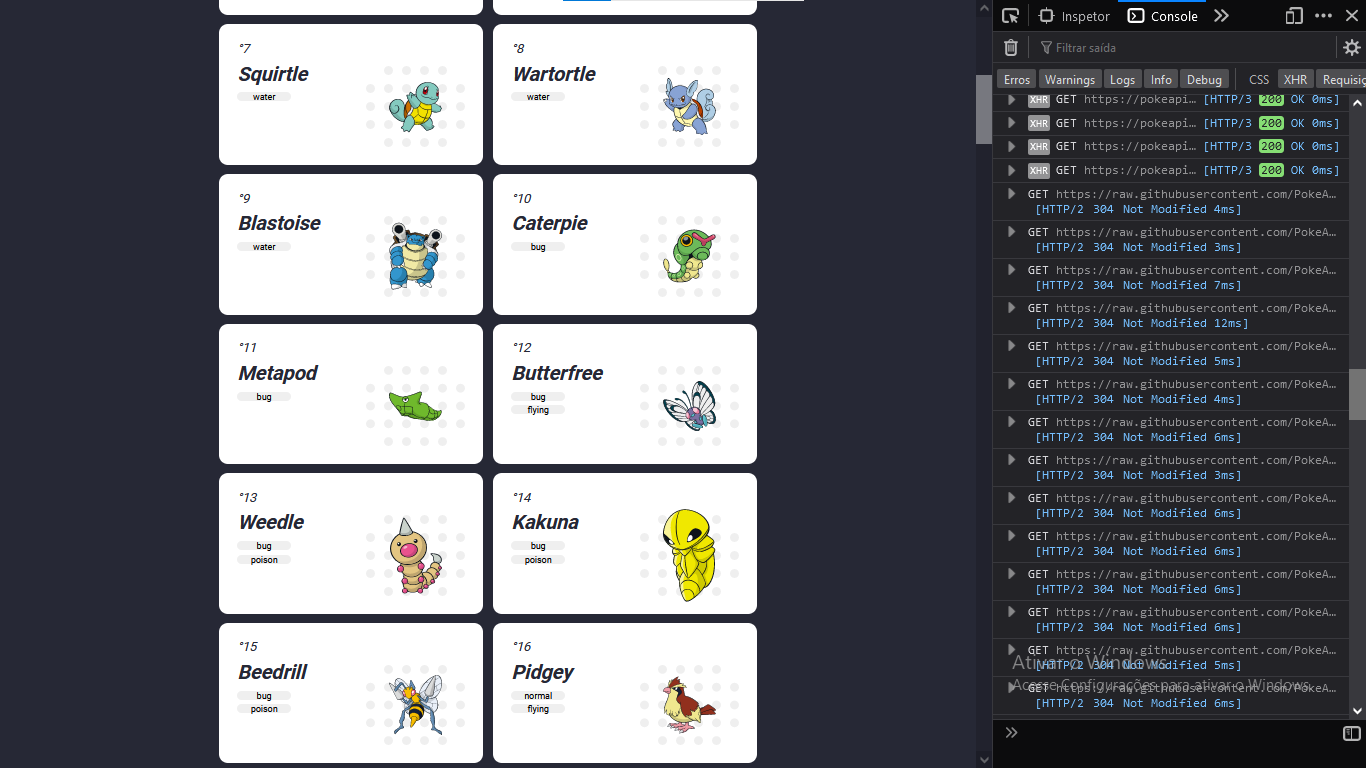 °7
Squirtle
water
°8
Wartortle
water
°9
Blastoise
water
°10
Caterpie
bug
°11
Metapod
bug
°12
Butterfree
bug
flying
°13
Weedle
bug
poison
°14
Kakuna
bug
poison
°15
Beedrill
bug
poison
°16
Pidgey
normal
flying
Inspetor Console
Filtrar saída
Erros Warnings Logs Info Debug CSS XHR Requisiç
XHR GET https://pokeapi… [HTTP/3 200 OK 0ms]
XHR GET https://pokeapi… [HTTP/3 200 OK 0ms]
XHR GET https://pokeapi… [HTTP/3 200 OK 0ms]
XHR GET https://pokeapi… [HTTP/3 200 OK 0ms]
GET https://raw.githubusercontent.com/PokeA…
[HTTP/2 304 Not Modified 4ms]
GET https://raw.githubusercontent.com/PokeA…
[HTTP/2 304 Not Modified 3ms]
GET https://raw.githubusercontent.com/PokeA…
[HTTP/2 304 Not Modified 7ms]
GET https://raw.githubusercontent.com/PokeA…
[HTTP/2 304 Not Modified 12ms]
GET https://raw.githubusercontent.com/PokeA…
[HTTP/2 304 Not Modified 5ms]
GET https://raw.githubusercontent.com/PokeA…
[HTTP/2 304 Not Modified 4ms]
GET https://raw.githubusercontent.com/PokeA…
[HTTP/2 304 Not Modified 6ms]
GET https://raw.githubusercontent.com/PokeA…
[HTTP/2 304 Not Modified 3ms]
GET https://raw.githubusercontent.com/PokeA…
[HTTP/2 304 Not Modified 6ms]
GET https://raw.githubusercontent.com/PokeA…
[HTTP/2 304 Not Modified 6ms]
GET https://raw.githubusercontent.com/PokeA…
[HTTP/2 304 Not Modified 6ms]
GET https://raw.githubusercontent.com/PokeA…
[HTTP/2 304 Not Modified 6ms]
GET https://raw.githubusercontent.com/PokeA…
[HTTP/2 304 Not Modified 5ms]
GET https://raw.githubusercontent.com/PokeA…
[HTTP/2 304 Not Modified 6ms]
Ativar o Windows
Acesse Configurações para ativar o Windows.